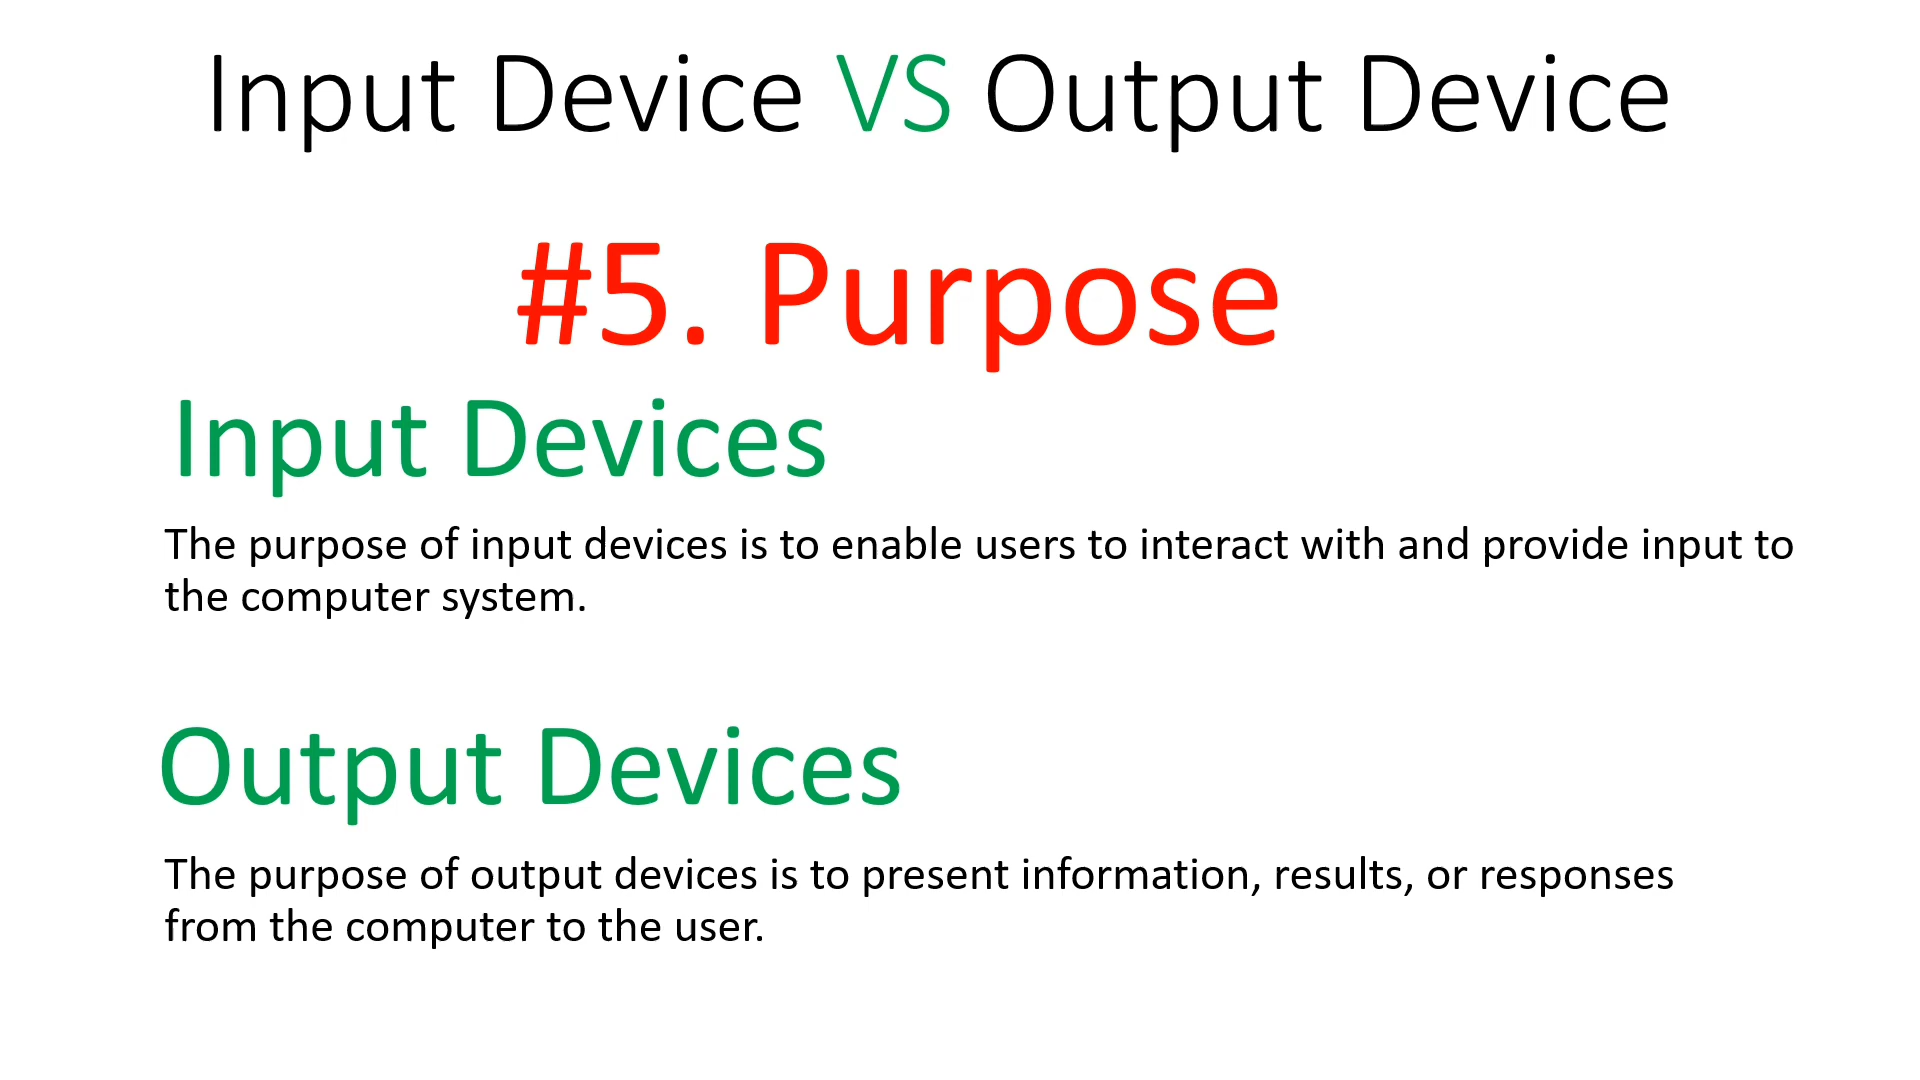 Input Device VS Output Device
#5. Purpose
Input Devices
The purpose of input devices is to enable users to interact with and provide input to
the computer system.
Output Devices
The purpose of output devices is to present information, results, or responses
from the computer to the user.